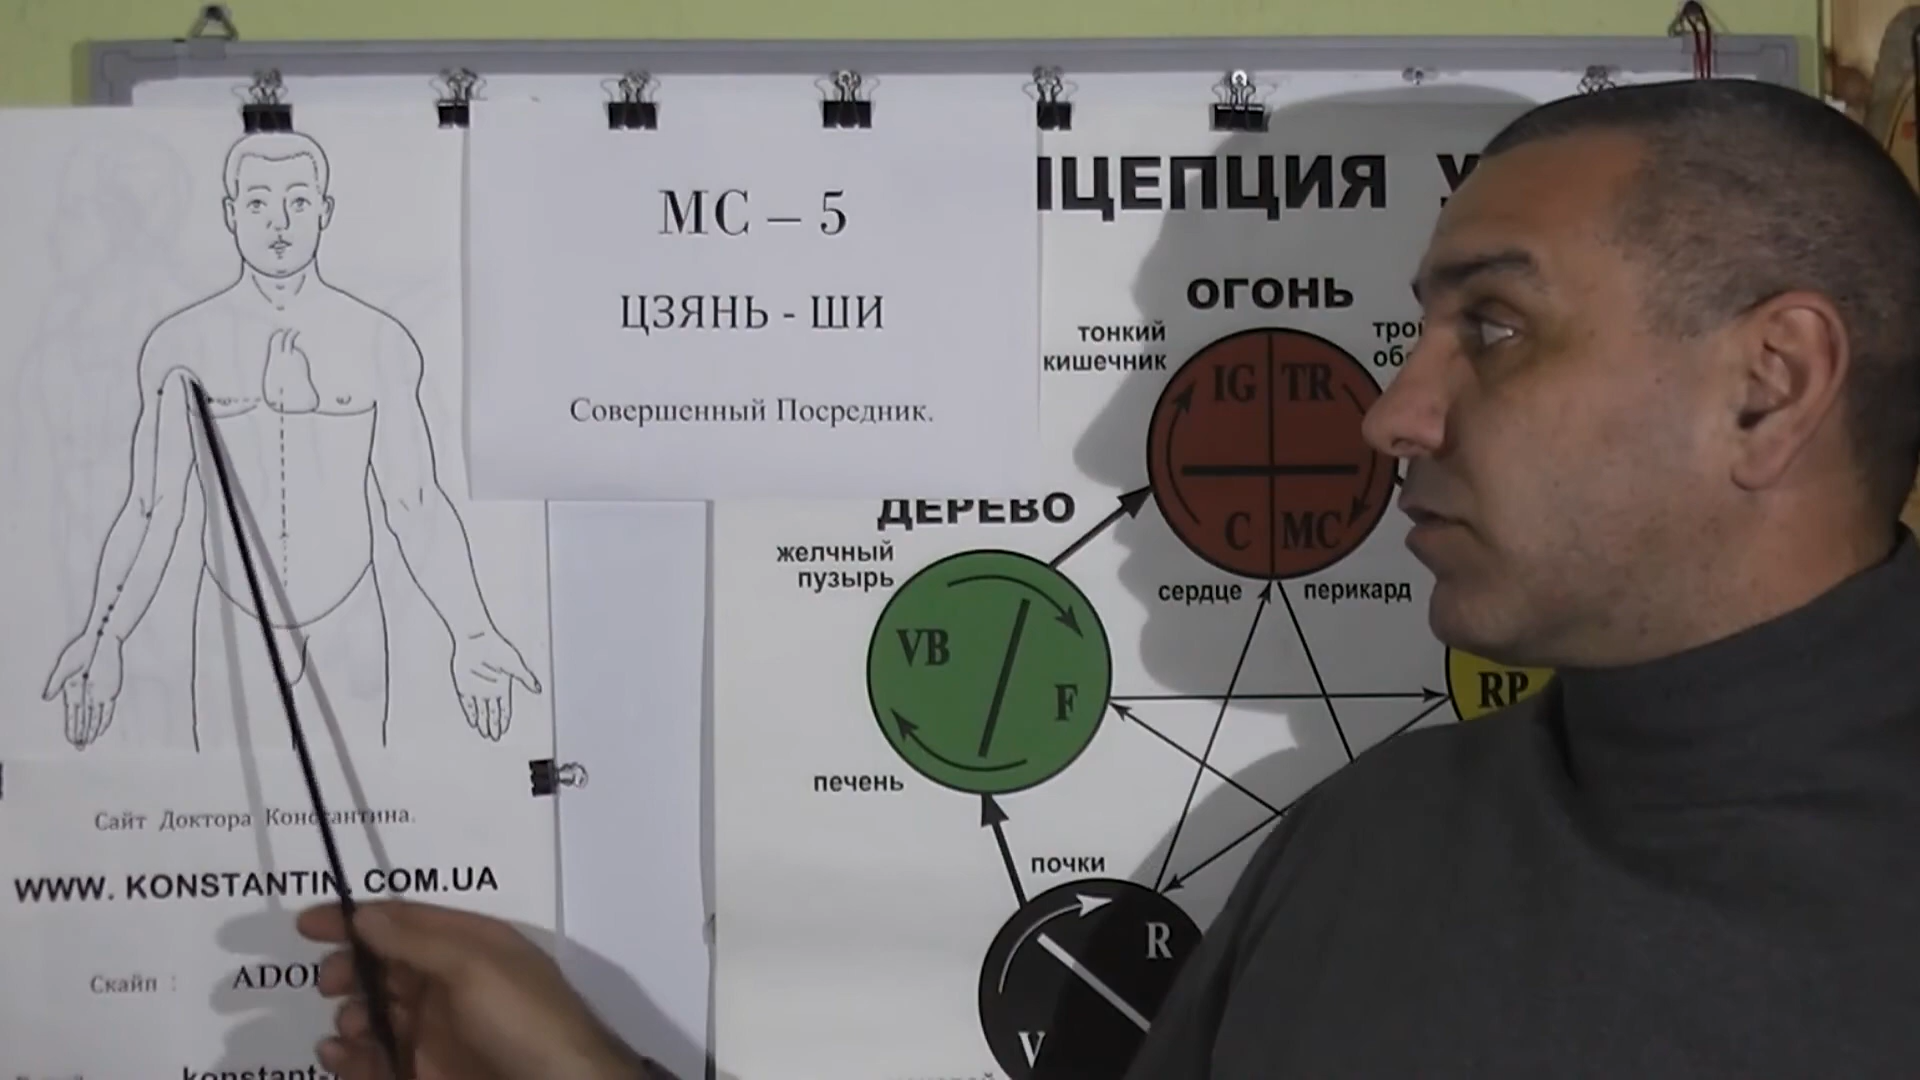 МС – 5
ЦЗЯНЬ - ШИ
Совершенный Посредник.
ОГОНЬ
тонкий
кишечник
IG
TR
C
MC
сердце
перикард
ДЕРЕВО
желчный
пузырь
VB
F
печень
RP
почки
R
Сайт Доктора Константина.
WWW. KONSTANTIN. COM.UA
Скайп :